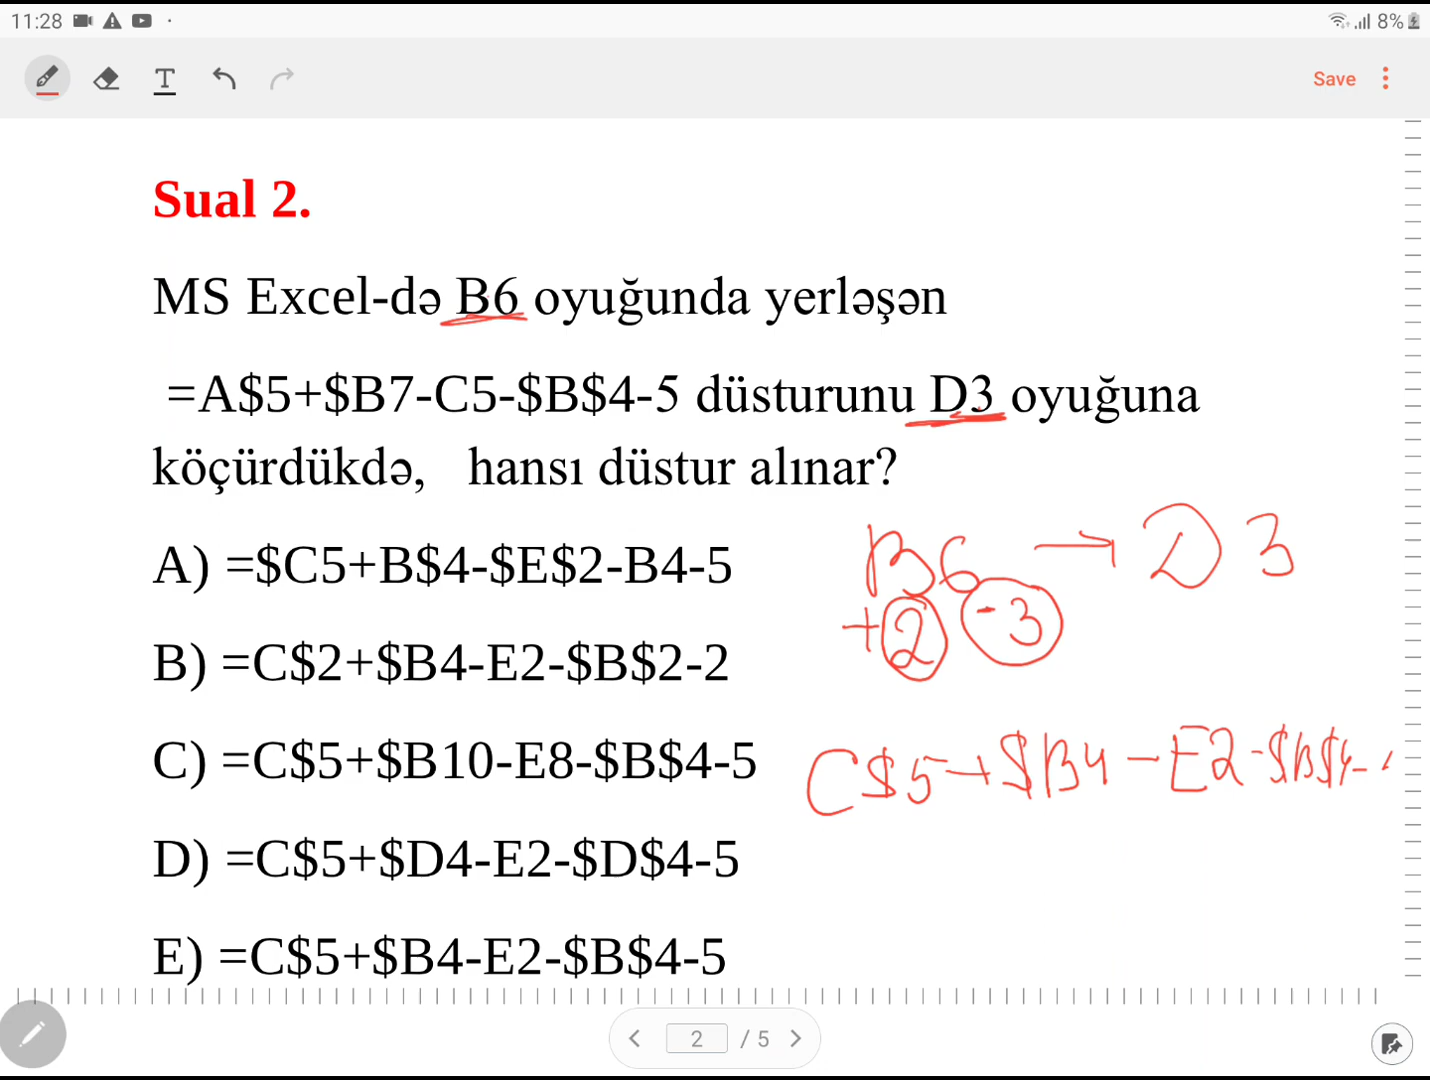 11:28
8%
T
Save
Sual 2.
MS Excel-də B6 oyuğunda yerləşən
=A$5+$B7-C5-$B$4-5 düsturunu D3 oyuğuna
köçürdükdə, hansı düstur alınar?
B6 → D3
+2 -3
A) =$C5+B$4-$E$2-B4-5
B) =C$2+$B4-E2-$B$2-2
C) =C$5+$B10-E8-$B$4-5
C$5+$B4-E2-$B$4-
D) =C$5+$D4-E2-$D$4-5
E) =C$5+$B4-E2-$B$4-5
2 / 5